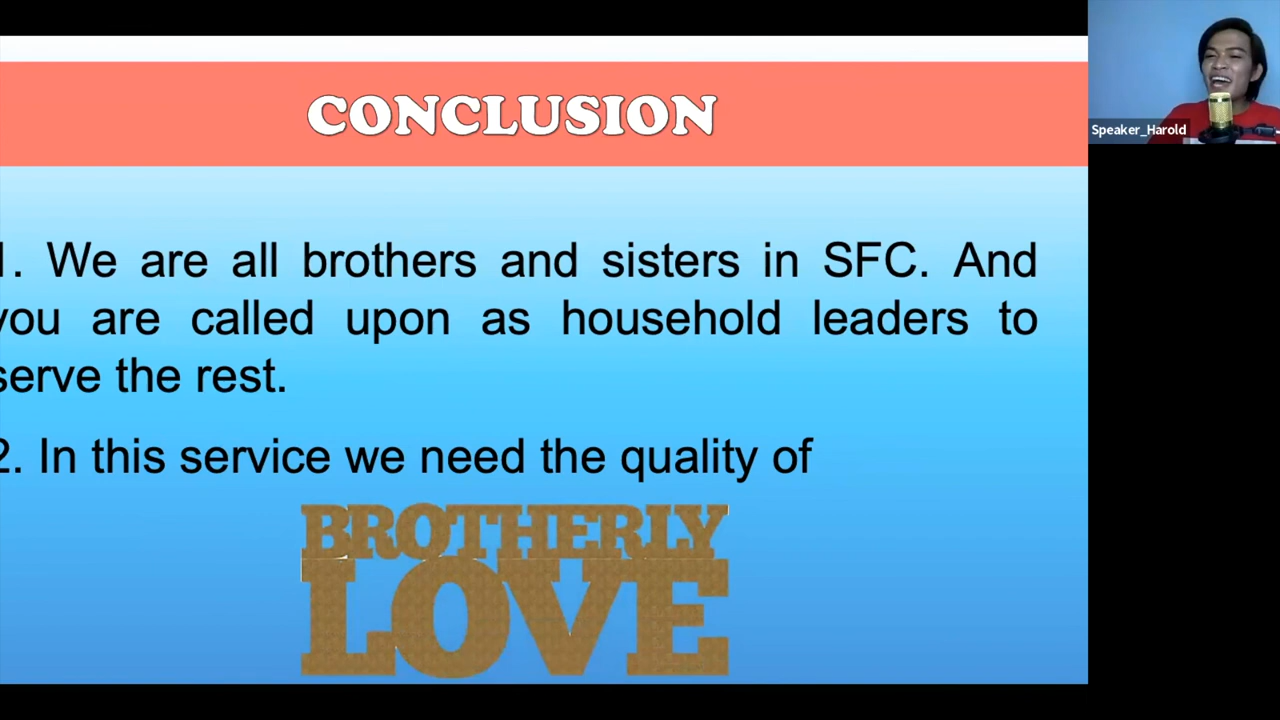 CONCLUSION
Speaker_Harold
1. We are all brothers and sisters in SFC. And
you are called upon as household leaders to
serve the rest.
2. In this service we need the quality of
BROTHERLY
LOVE